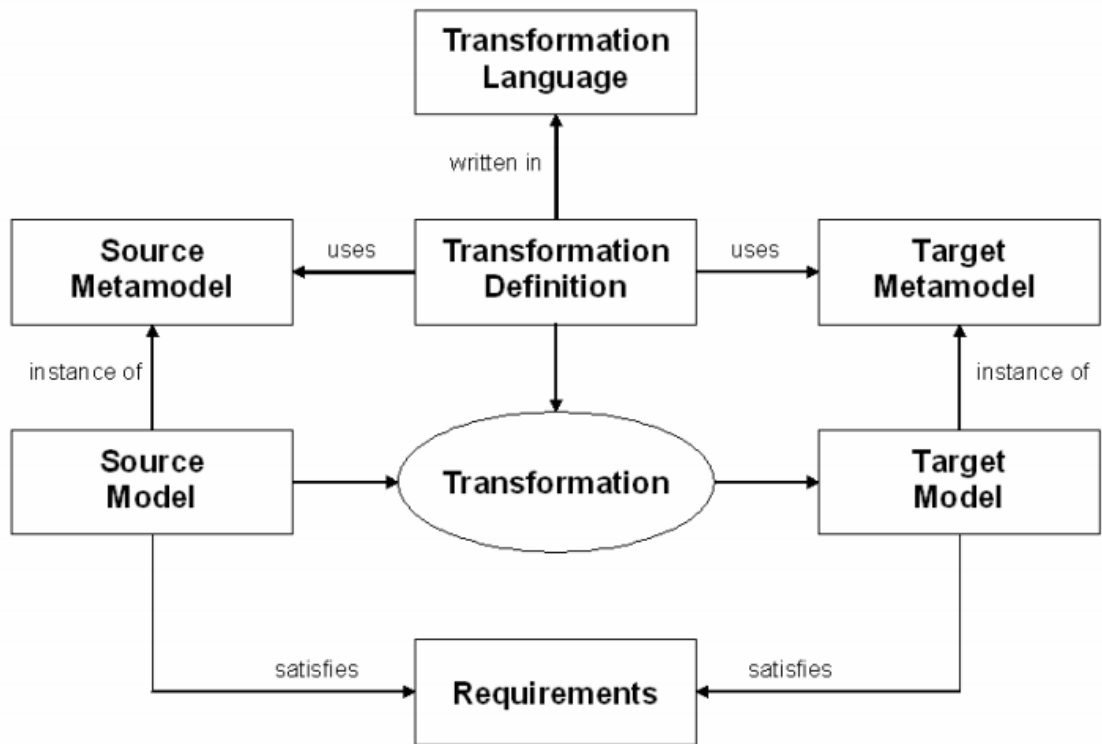 Transformation
Language
written in
Source
Metamodel
uses
Transformation
Definition
uses
Target
Metamodel
instance of
instance of
Source
Model
Transformation
Target
Model
satisfies
Requirements
satisfies